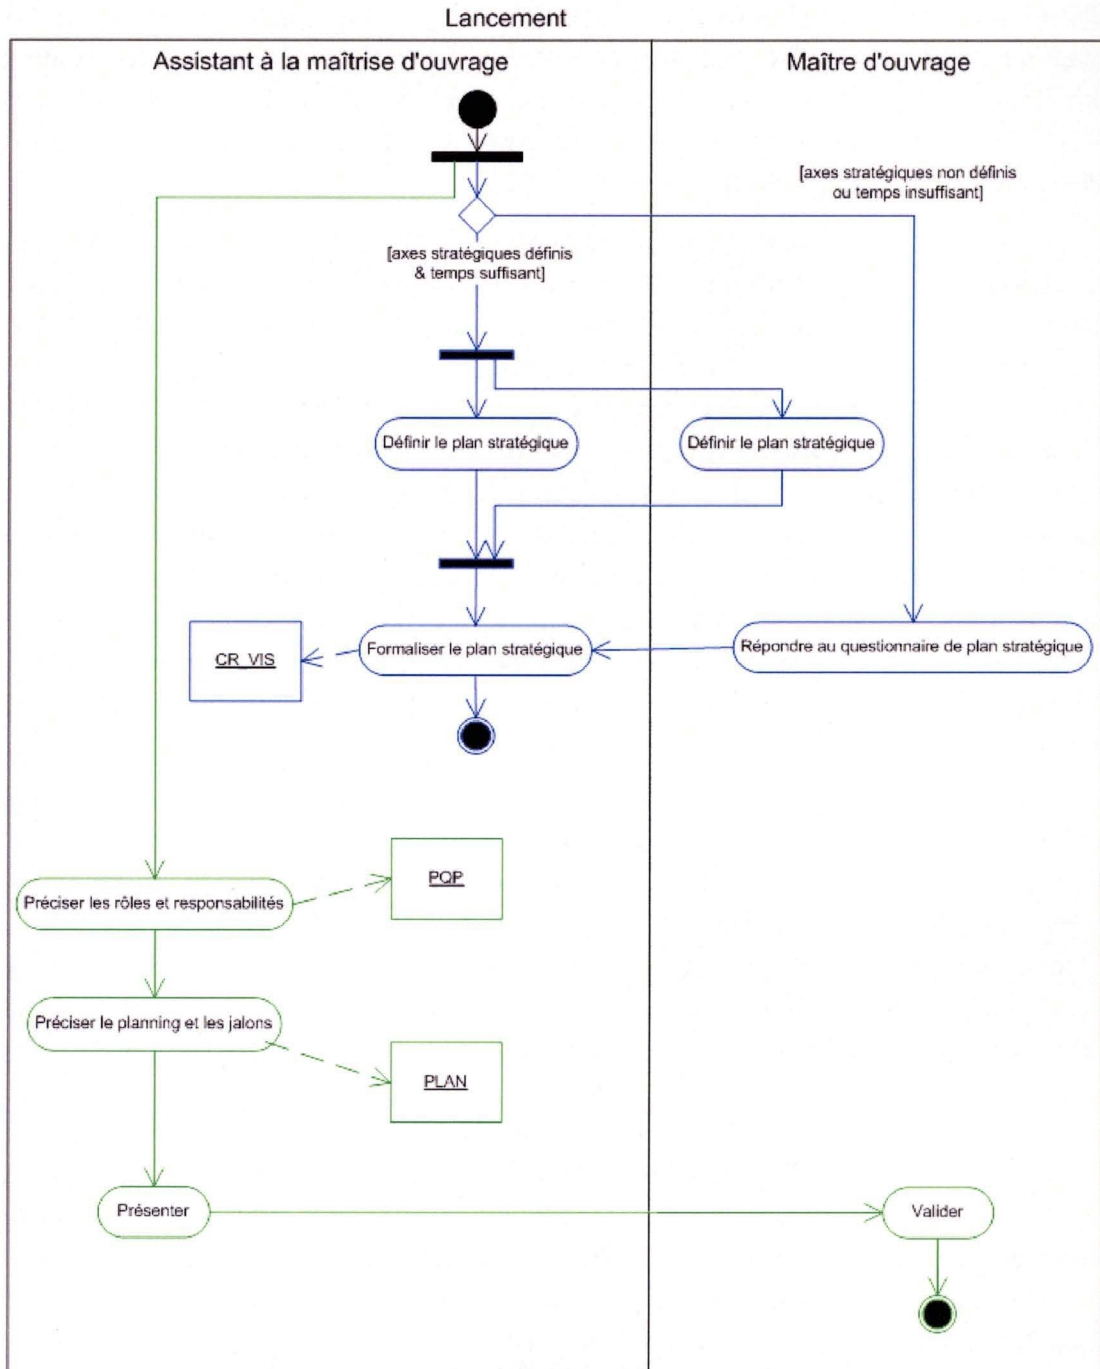 Lancement
Assistant à la maîtrise d'ouvrage
Maître d'ouvrage
[axes stratégiques non définis
ou temps insuffisant]
[axes stratégiques définis
& temps suffisant]
Définir le plan stratégique
Définir le plan stratégique
CR_VIS
Formaliser le plan stratégique
Répondre au questionnaire de plan stratégique
PQP
Préciser les rôles et responsabilités
Préciser le planning et les jalons
PLAN
Présenter
Valider